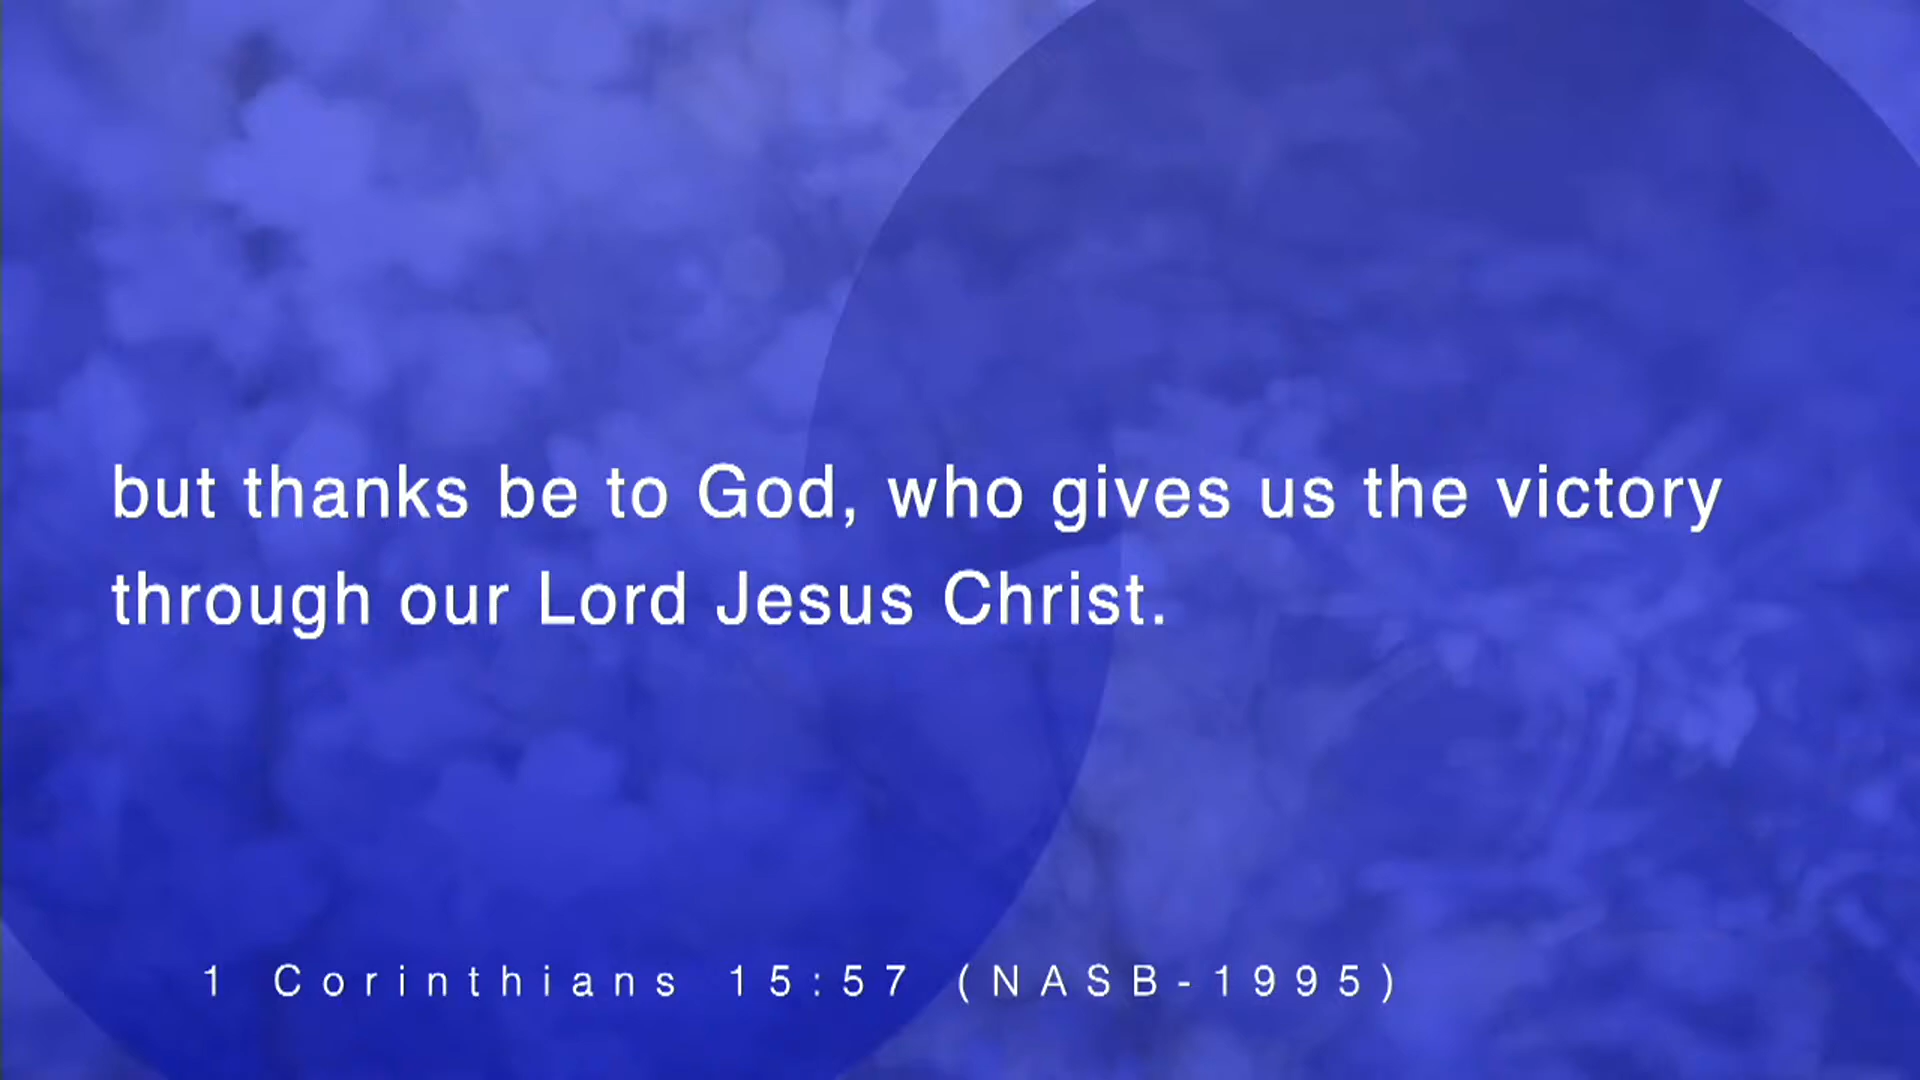 but thanks be to God, who gives us the victory
through our Lord Jesus Christ.
1 Corinthians 15:57 (NASB-1995)